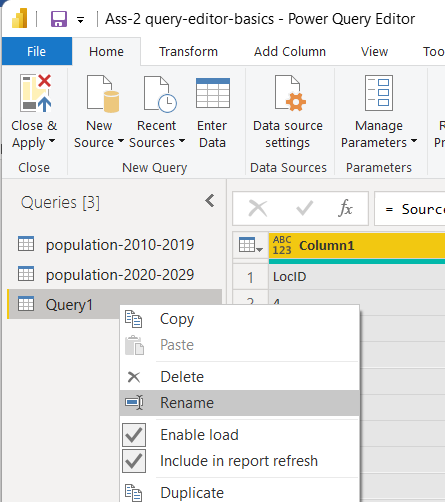 Ass-2 query-editor-basics - Power Query Editor
File Home Transform Add Column View
Close & Apply New Source Recent Sources Enter Data Data source settings Manage Parameters
Close New Query Data Sources Parameters
Queries [3]
= Source
population-2010-2019
population-2020-2029
Query1
ABC 123 Column1
1 LocID
4
Copy
Paste
Delete
Rename
Enable load
Include in report refresh
Duplicate